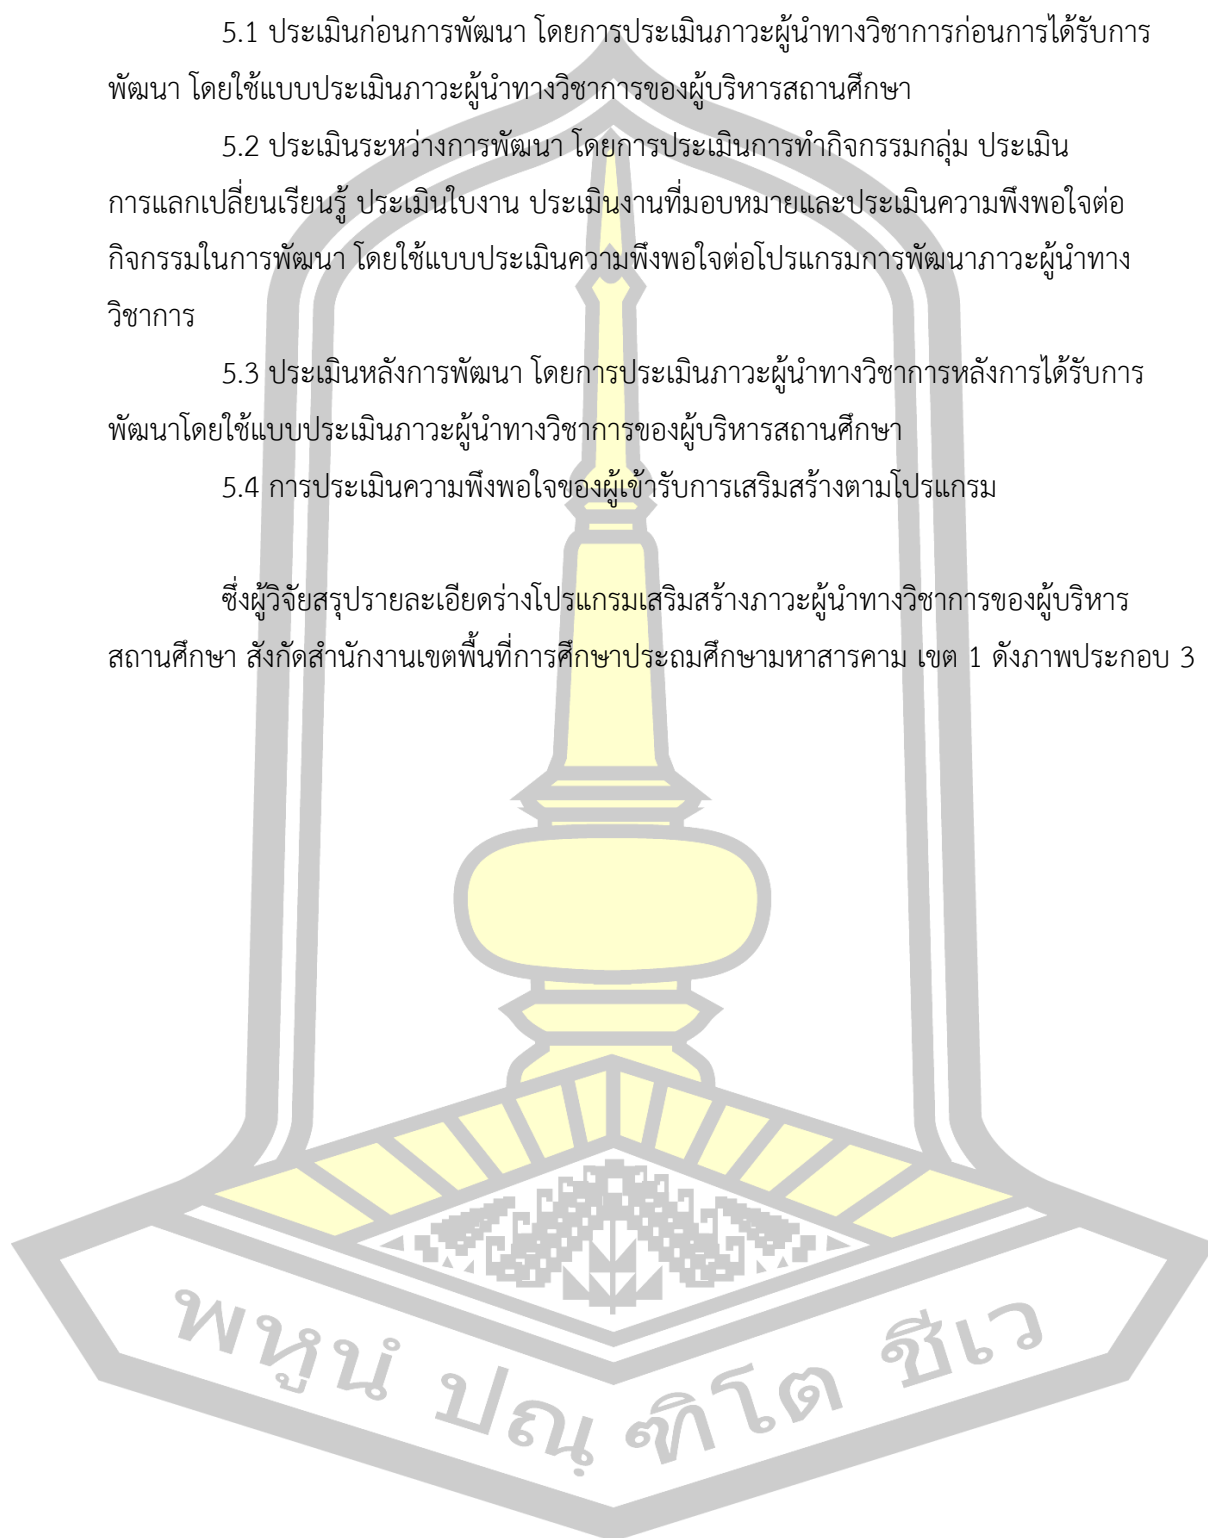 5.1 ประเมินก่อนการพัฒนา โดยการประเมินภาวะผู้นำทางวิชาการก่อนการได้รับการ
พัฒนา โดยใช้แบบประเมินภาวะผู้นำทางวิชาการของผู้บริหารสถานศึกษา
5.2 ประเมินระหว่างการพัฒนา โดยการประเมินการทำกิจกรรมกลุ่ม ประเมิน
การแลกเปลี่ยนเรียนรู้ ประเมินใบงาน ประเมินงานที่มอบหมายและประเมินความพึงพอใจต่อ
กิจกรรมในการพัฒนา โดยใช้แบบประเมินความพึงพอใจต่อโปรแกรมการพัฒนาภาวะผู้นำทาง
วิชาการ
5.3 ประเมินหลังการพัฒนา โดยการประเมินภาวะผู้นำทางวิชาการหลังการได้รับการ
พัฒนาโดยใช้แบบประเมินภาวะผู้นำทางวิชาการของผู้บริหารสถานศึกษา
5.4 การประเมินความพึงพอใจของผู้เข้ารับการเสริมสร้างตามโปรแกรม
ซึ่งผู้วิจัยสรุปรายละเอียดร่างโปรแกรมเสริมสร้างภาวะผู้นำทางวิชาการของผู้บริหาร
สถานศึกษา สังกัดสำนักงานเขตพื้นที่การศึกษาประถมศึกษามหาสารคาม เขต 1 ดังภาพประกอบ 3
พหูนํ ปณฺ ฑิโต ชีเว